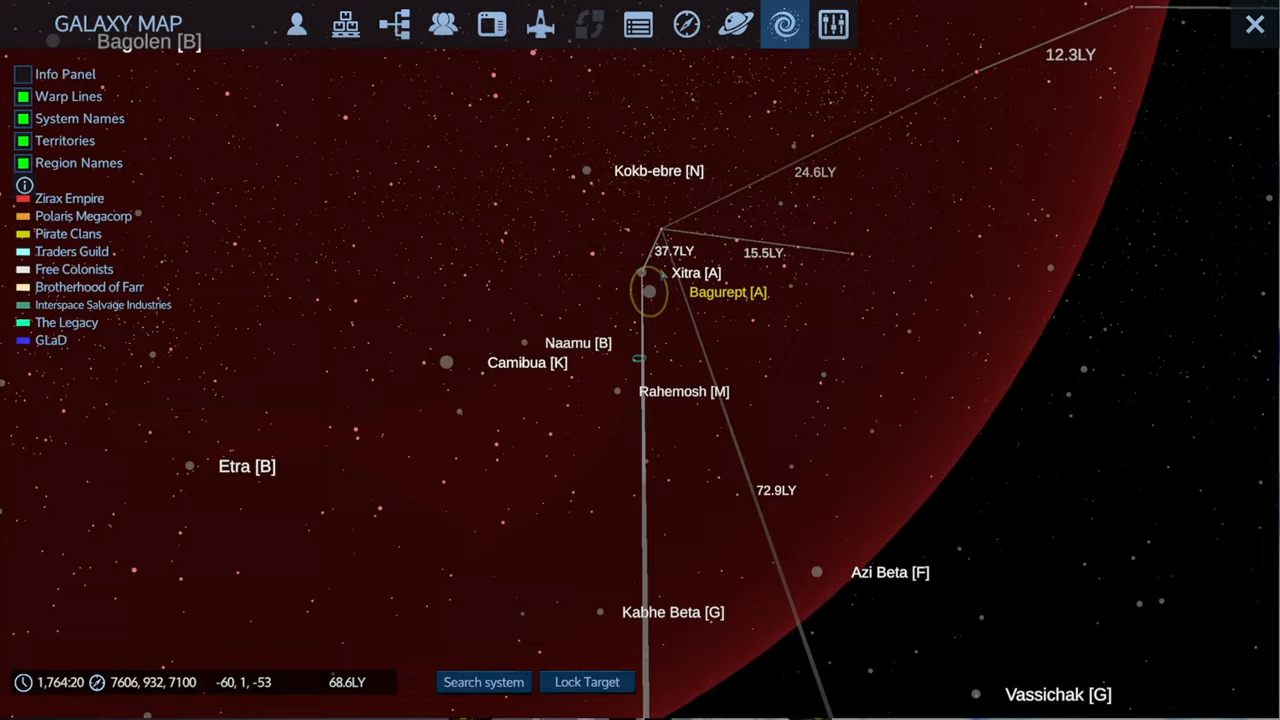 GALAXY MAP
Bagolen [B]
Info Panel
Warp Lines
System Names
Territories
Region Names
Zirax Empire
Polaris Megacorp
Pirate Clans
Traders Guild
Free Colonists
Brotherhood of Farr
Interspace Salvage Industries
The Legacy
GLaD
12.3LY
Kokb-ebre [N]
24.6LY
37.7LY
15.5LY
Xitra [A]
Bagurept [A]
Naamu [B]
Camibua [K]
Rahemosh [M]
Etra [B]
72.9LY
Azi Beta [F]
Kabhe Beta [G]
Vassichak [G]
1,764:20 7606, 932, 7100 -60, 1, -53 68.6LY
Search system
Lock Target